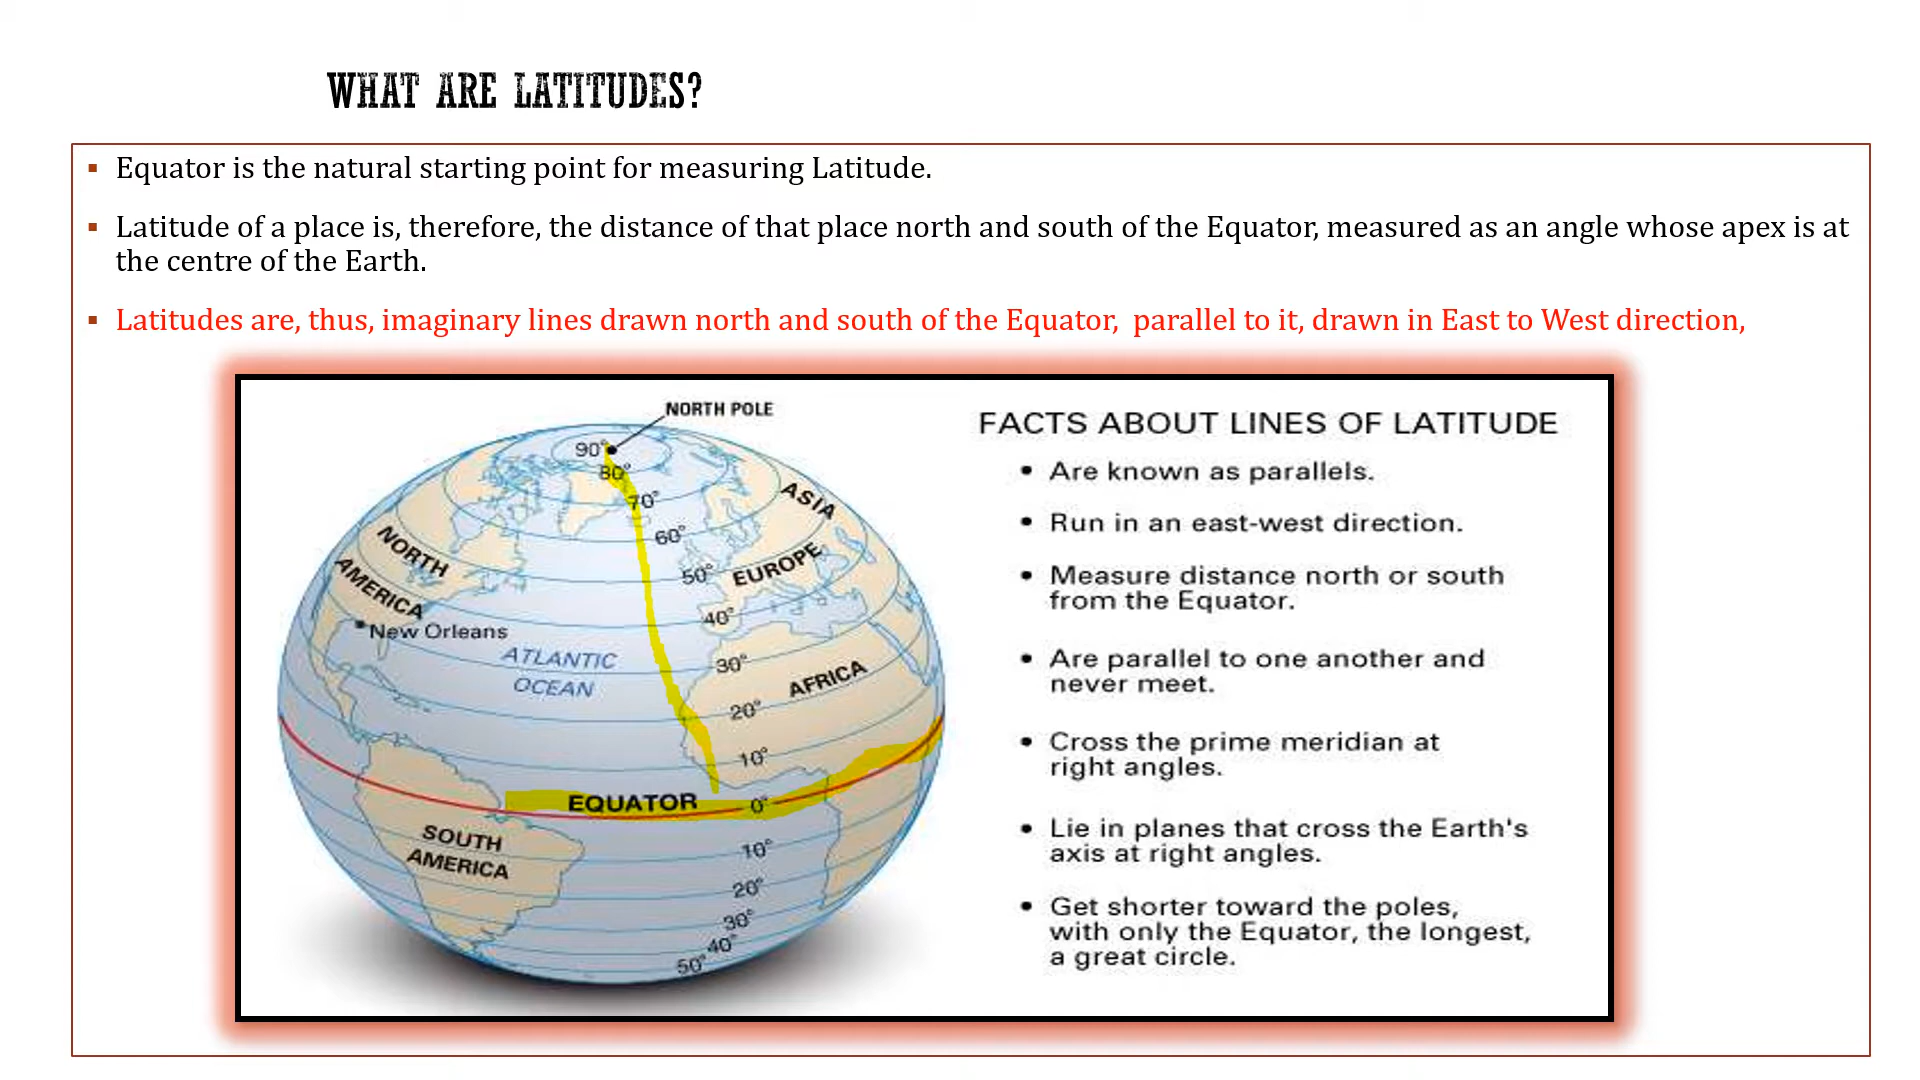 WHAT ARE LATITUDES?
▪ Equator is the natural starting point for measuring Latitude.
▪ Latitude of a place is, therefore, the distance of that place north and south of the Equator, measured as an angle whose apex is at
the centre of the Earth.
▪ Latitudes are, thus, imaginary lines drawn north and south of the Equator,  parallel to it, drawn in East to West direction,
NORTH POLE
90°
80°
70°
60°
50°
40°
30°
20°
10°
0°
10°
20°
30°
40°
50°
ASIA
EUROPE
NORTH
AMERICA
New Orleans
ATLANTIC
OCEAN
AFRICA
EQUATOR
SOUTH
AMERICA
FACTS ABOUT LINES OF LATITUDE
• Are known as parallels.
• Run in an east-west direction.
• Measure distance north or south
from the Equator.
• Are parallel to one another and
never meet.
• Cross the prime meridian at
right angles.
• Lie in planes that cross the Earth's
axis at right angles.
• Get shorter toward the poles,
with only the Equator, the longest,
a great circle.